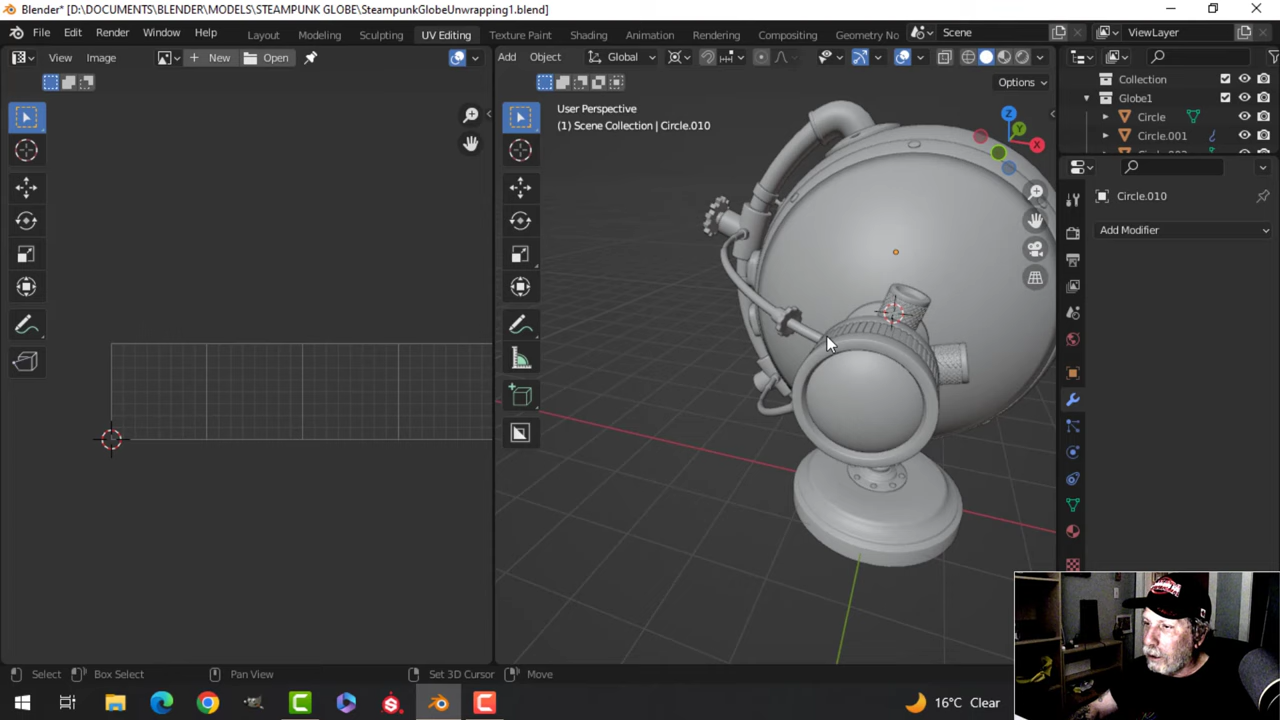 Blender* [D:\DOCUMENTS\BLENDER\MODELS\STEAMPUNK GLOBE\SteampunkGlobeUnwrapping1.blend]
File Edit Render Window Help Layout Modeling Sculpting UV Editing Texture Paint Shading Animation Rendering Compositing Geometry No Scene ViewLayer
View Image New Open Add Object Global
Options
User Perspective
(1) Scene Collection | Circle.010
Z
Y
X
Collection
Globe1
Circle
Circle.001
Circle.010
Add Modifier
Select Box Select Pan View Set 3D Cursor Move
16°C Clear